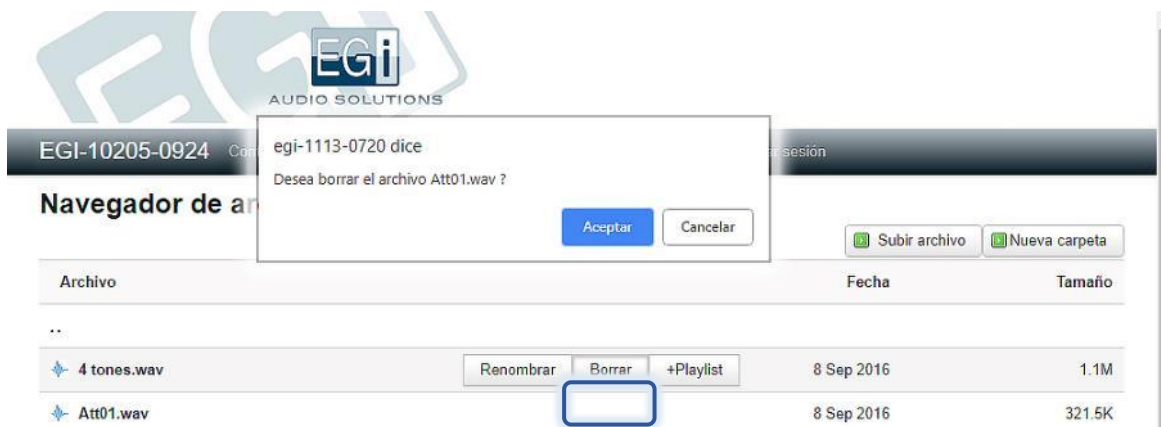 EGi
AUDIO SOLUTIONS
egi-1113-0720 dice
Desea borrar el archivo Att01.wav ?
Aceptar Cancelar
EGI-10205-0924 sesión
Navegador de
Subir archivo Nueva carpeta
Archivo Fecha Tamaño
..
4 tones.wav Renombrar Borrar +Playlist 8 Sep 2016 1.1M
Att01.wav 8 Sep 2016 321.5K